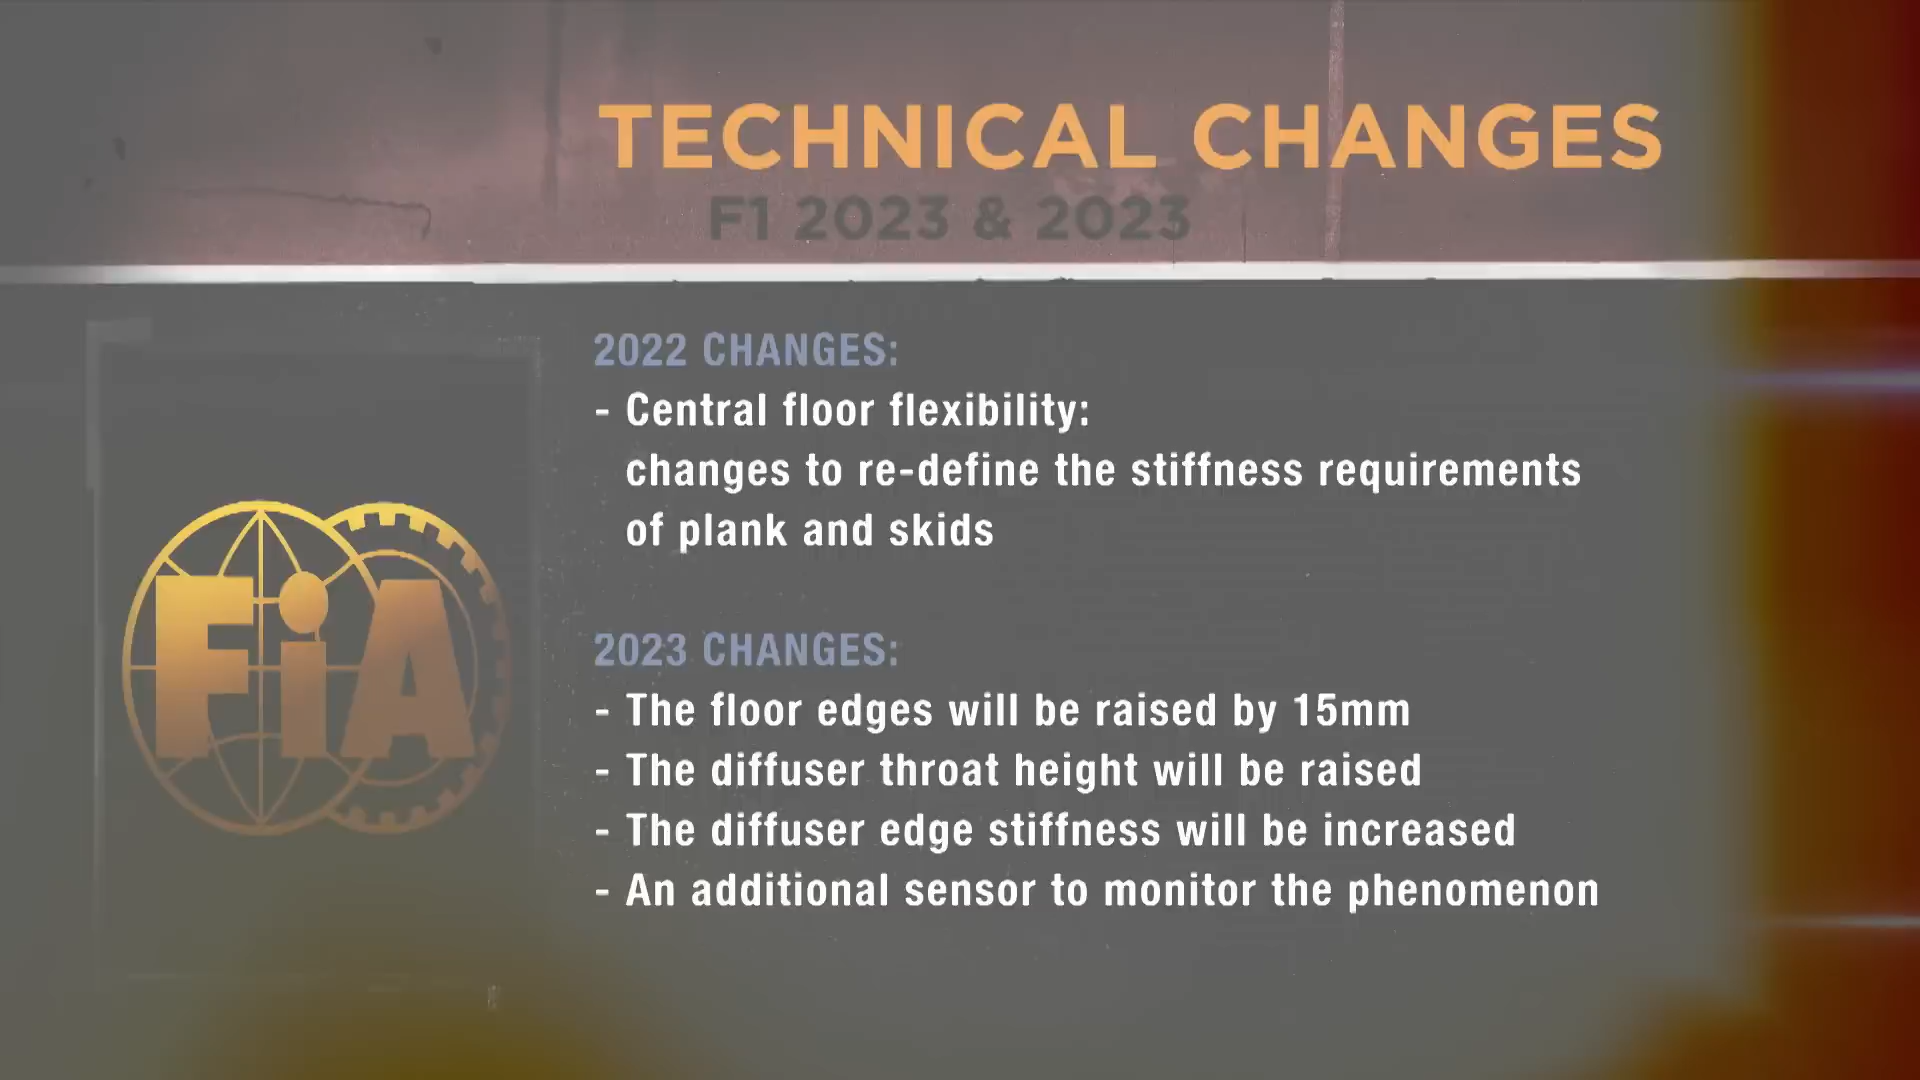 TECHNICAL CHANGES
F1 2023 & 2023
2022 CHANGES:
- Central floor flexibility:
changes to re-define the stiffness requirements
of plank and skids
FiA
2023 CHANGES:
- The floor edges will be raised by 15mm
- The diffuser throat height will be raised
- The diffuser edge stiffness will be increased
- An additional sensor to monitor the phenomenon